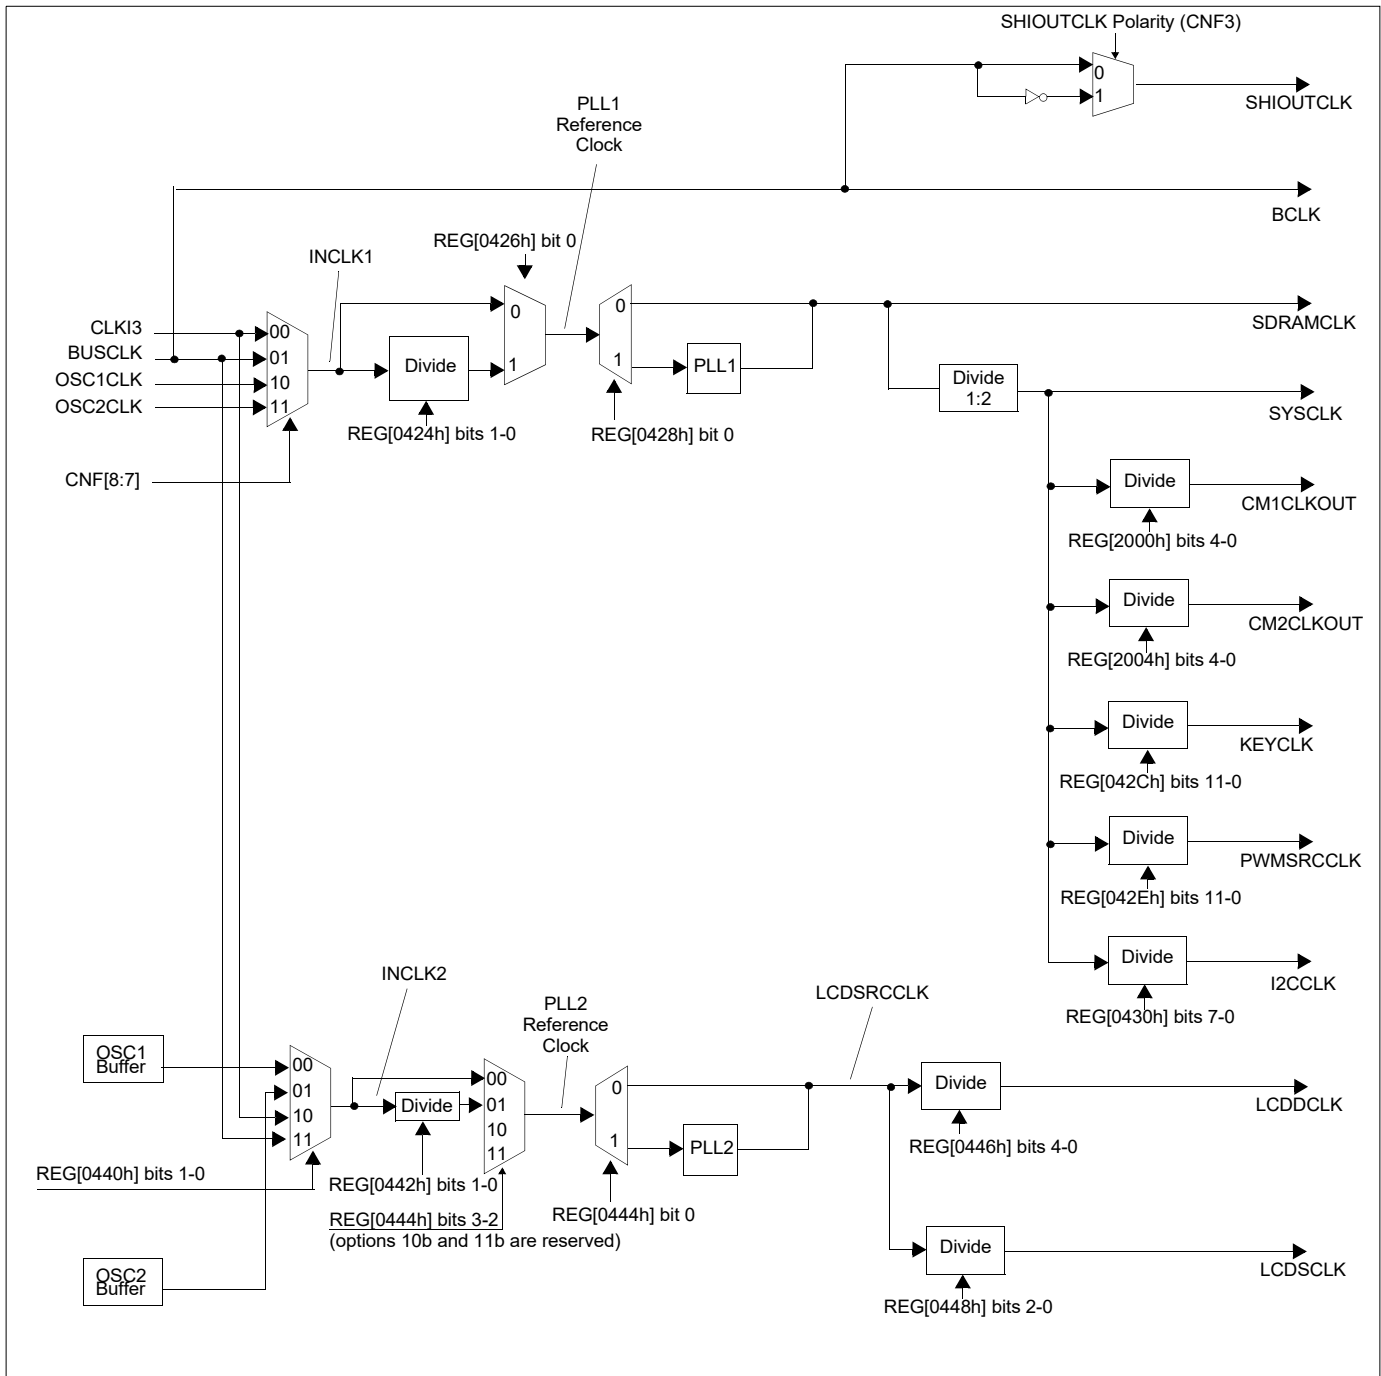 SHIOUTCLK Polarity (CNF3)
0
1
SHIOUTCLK
PLL1
Reference
Clock
BCLK
REG[0426h] bit 0
INCLK1
0
1
0
1
SDRAMCLK
CLKI3
BUSCLK
OSC1CLK
OSC2CLK
00
01
10
11
Divide
PLL1
Divide
1:2
SYSCLK
REG[0424h] bits 1-0
REG[0428h] bit 0
CNF[8:7]
Divide
CM1CLKOUT
REG[2000h] bits 4-0
Divide
CM2CLKOUT
REG[2004h] bits 4-0
Divide
KEYCLK
REG[042Ch] bits 11-0
Divide
PWMSRCCLK
REG[042Eh] bits 11-0
Divide
I2CCLK
REG[0430h] bits 7-0
INCLK2
PLL2
Reference
Clock
LCDSRCCLK
OSC1
Buffer
00
01
10
11
Divide
00
01
10
11
0
1
PLL2
Divide
LCDDCLK
REG[0446h] bits 4-0
REG[0440h] bits 1-0
REG[0442h] bits 1-0
REG[0444h] bits 3-2
(options 10b and 11b are reserved)
REG[0444h] bit 0
OSC2
Buffer
Divide
LCDSCLK
REG[0448h] bits 2-0